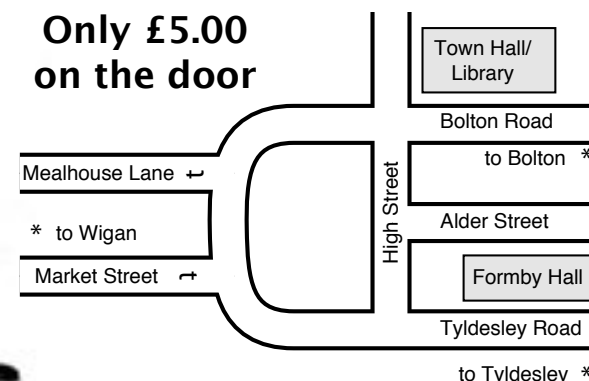 Only £5.00
on the door
Town Hall/
Library
Bolton Road
to Bolton *
Mealhouse Lane
High Street
* to Wigan
Alder Street
Market Street
Formby Hall
Tyldesley Road
to Tyldesley *